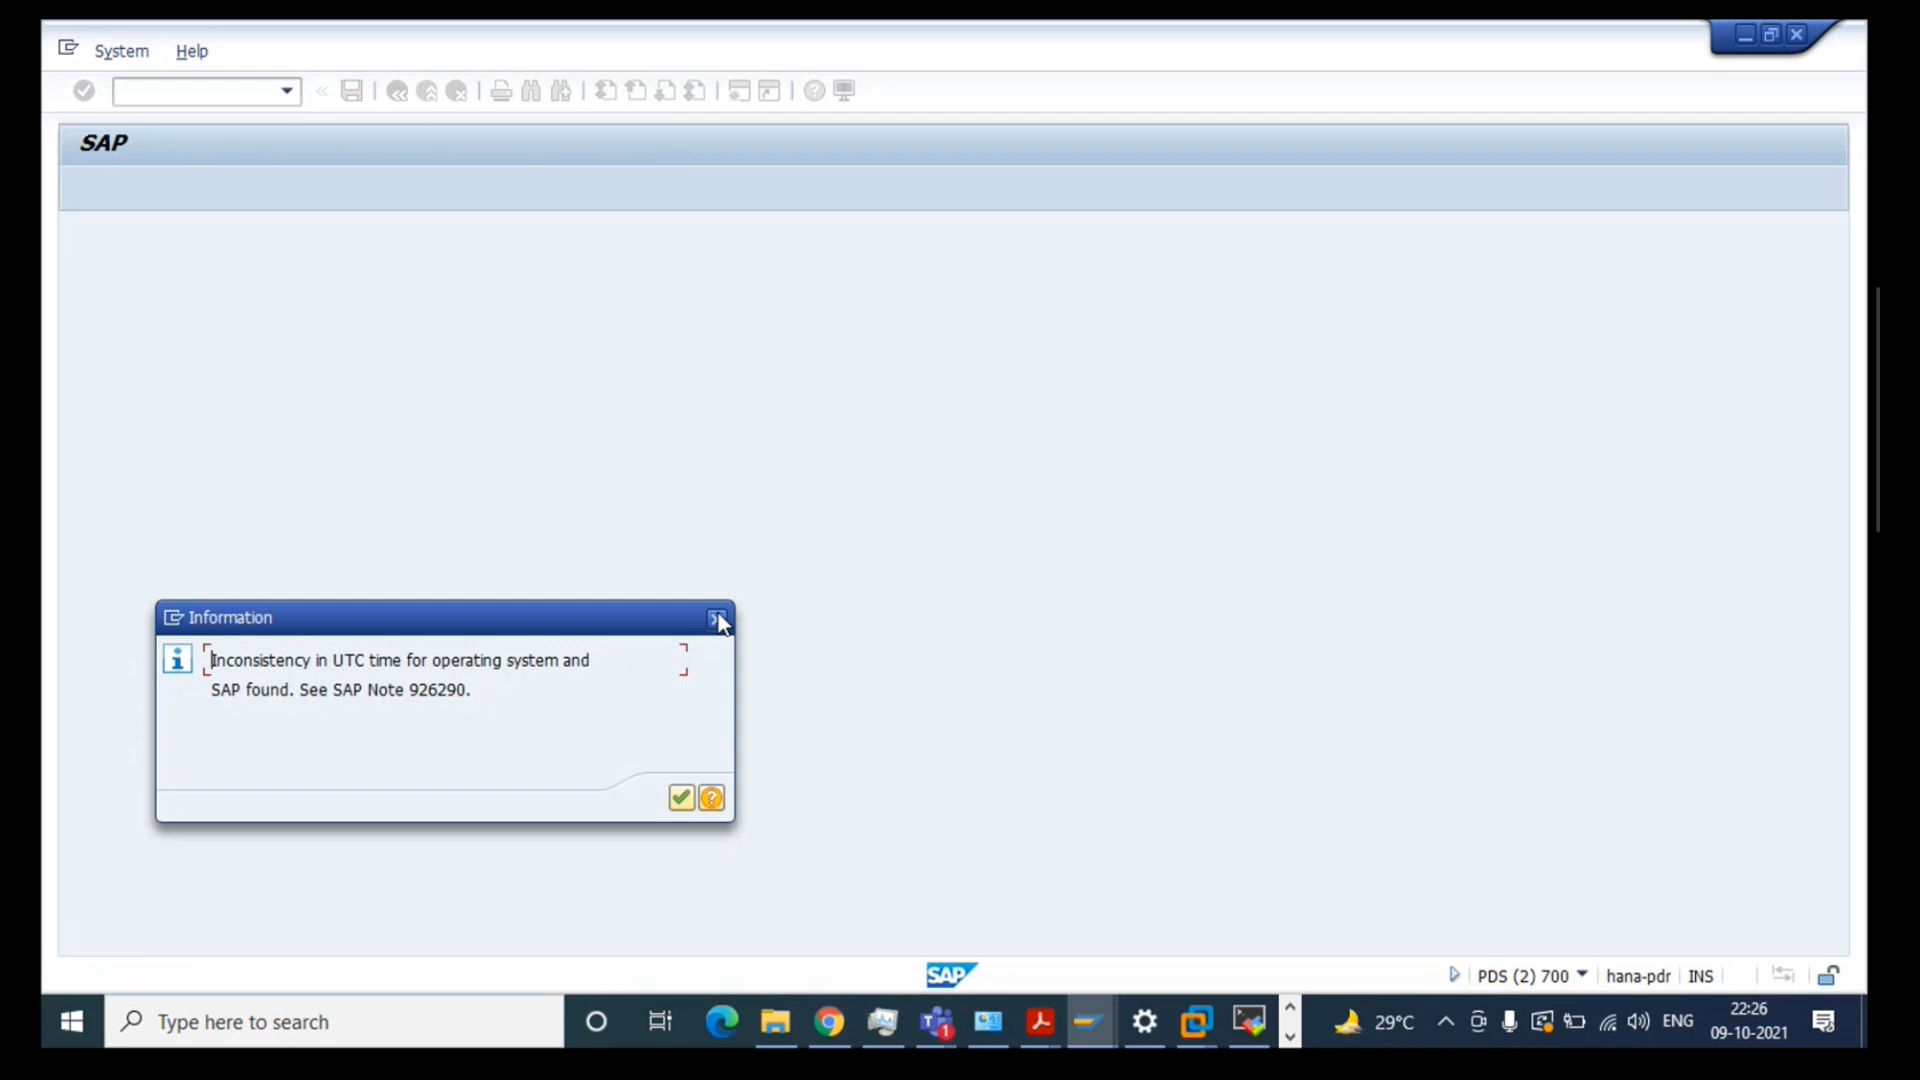 System Help
SAP
Information
Inconsistency in UTC time for operating system and
SAP found. See SAP Note 926290.
SAP
PDS (2) 700 hana-pdr INS
Type here to search
1
29°C ENG
22:26
09-10-2021